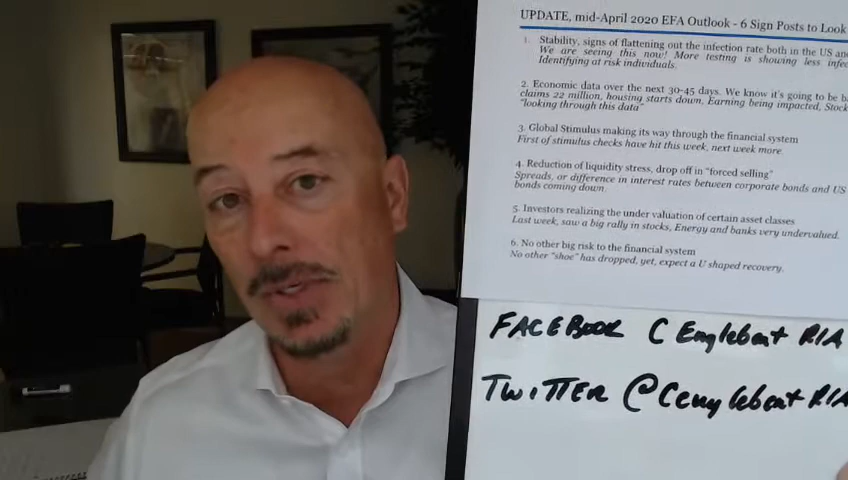 UPDATE, mid-April 2020 EFA Outlook - 6 Sign Posts to Look
1. Stability, signs of flattening out the infection rate both in the US and
We are seeing this now! More testing is showing less infec
Identifying at risk individuals.
2. Economic data over the next 30-45 days. We know it's going to be ba
claims 22 million, housing starts down, Earning being impacted, Stock
"looking through this data"
3. Global Stimulus making its way through the financial system
First of stimulus checks have hit this week, next week more.
4. Reduction of liquidity stress, drop off in "forced selling"
Spreads, or difference in interest rates between corporate bonds and US
bonds coming down.
5. Investors realizing the under valuation of certain asset classes
Last week, saw a big rally in stocks, Energy and banks very undervalued.
6. No other big risk to the financial system
No other "shoe" has dropped, yet, expect a U shaped recovery.
FACEBOOK C Englebart RIA
TWITTER @CenglebartRIA